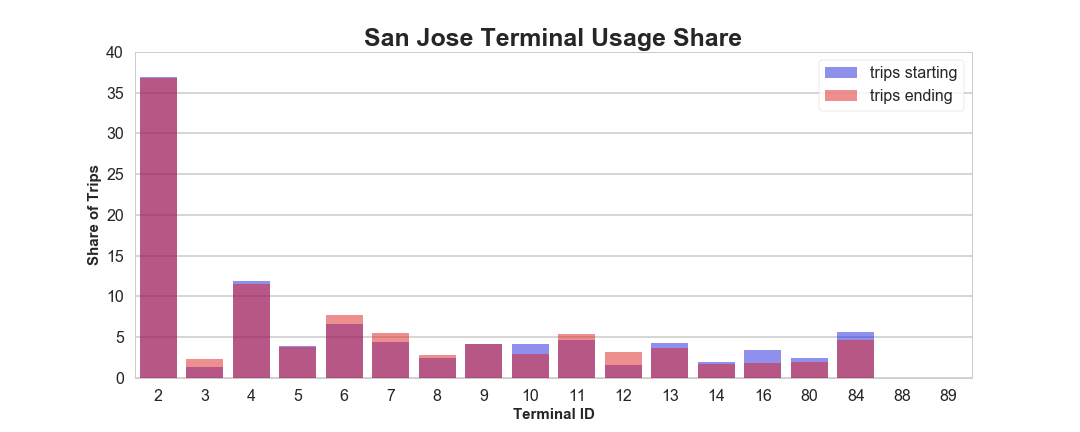 San Jose Terminal Usage Share
trips starting
trips ending
Share of Trips
40
35
30
25
20
15
10
5
0
2 3 4 5 6 7 8 9 10 11 12 13 14 16 80 84 88 89
Terminal ID